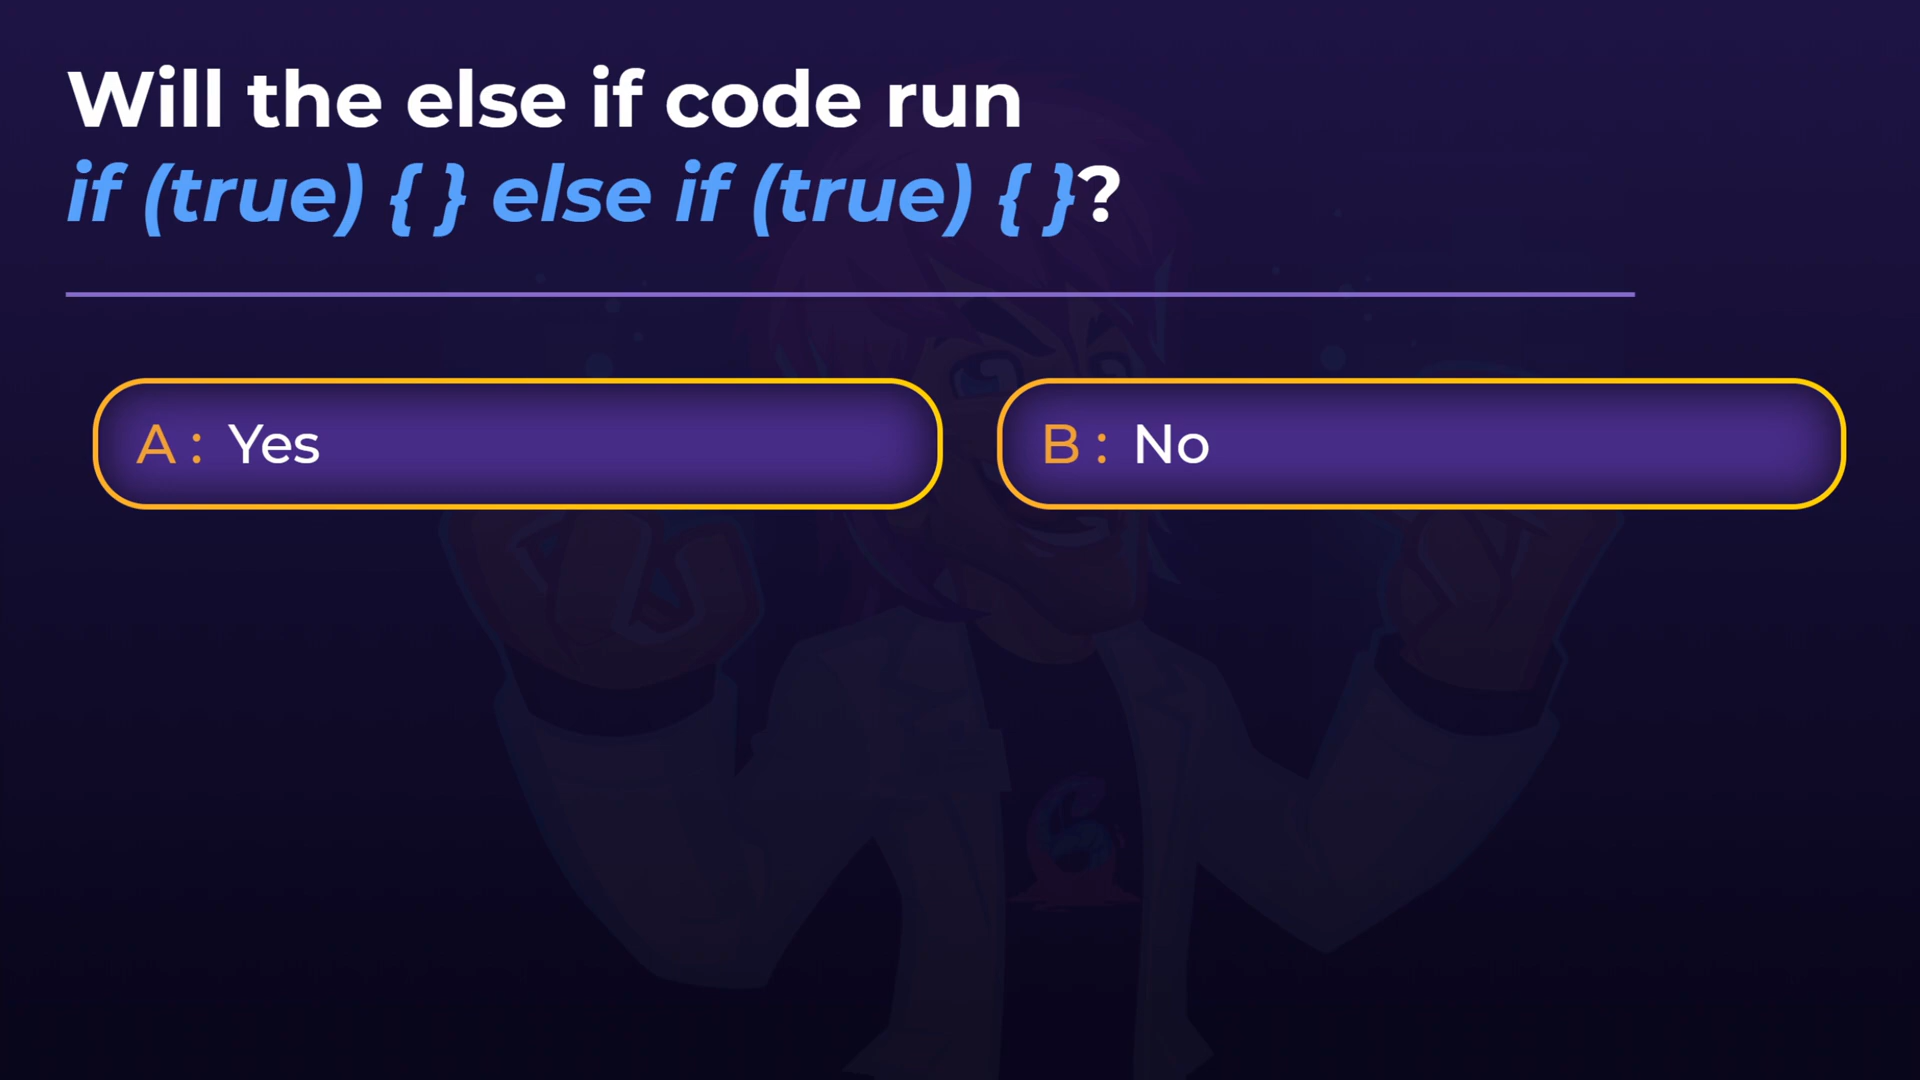 Will the else if code run
if (true) { } else if (true) { }?
A : Yes
B : No